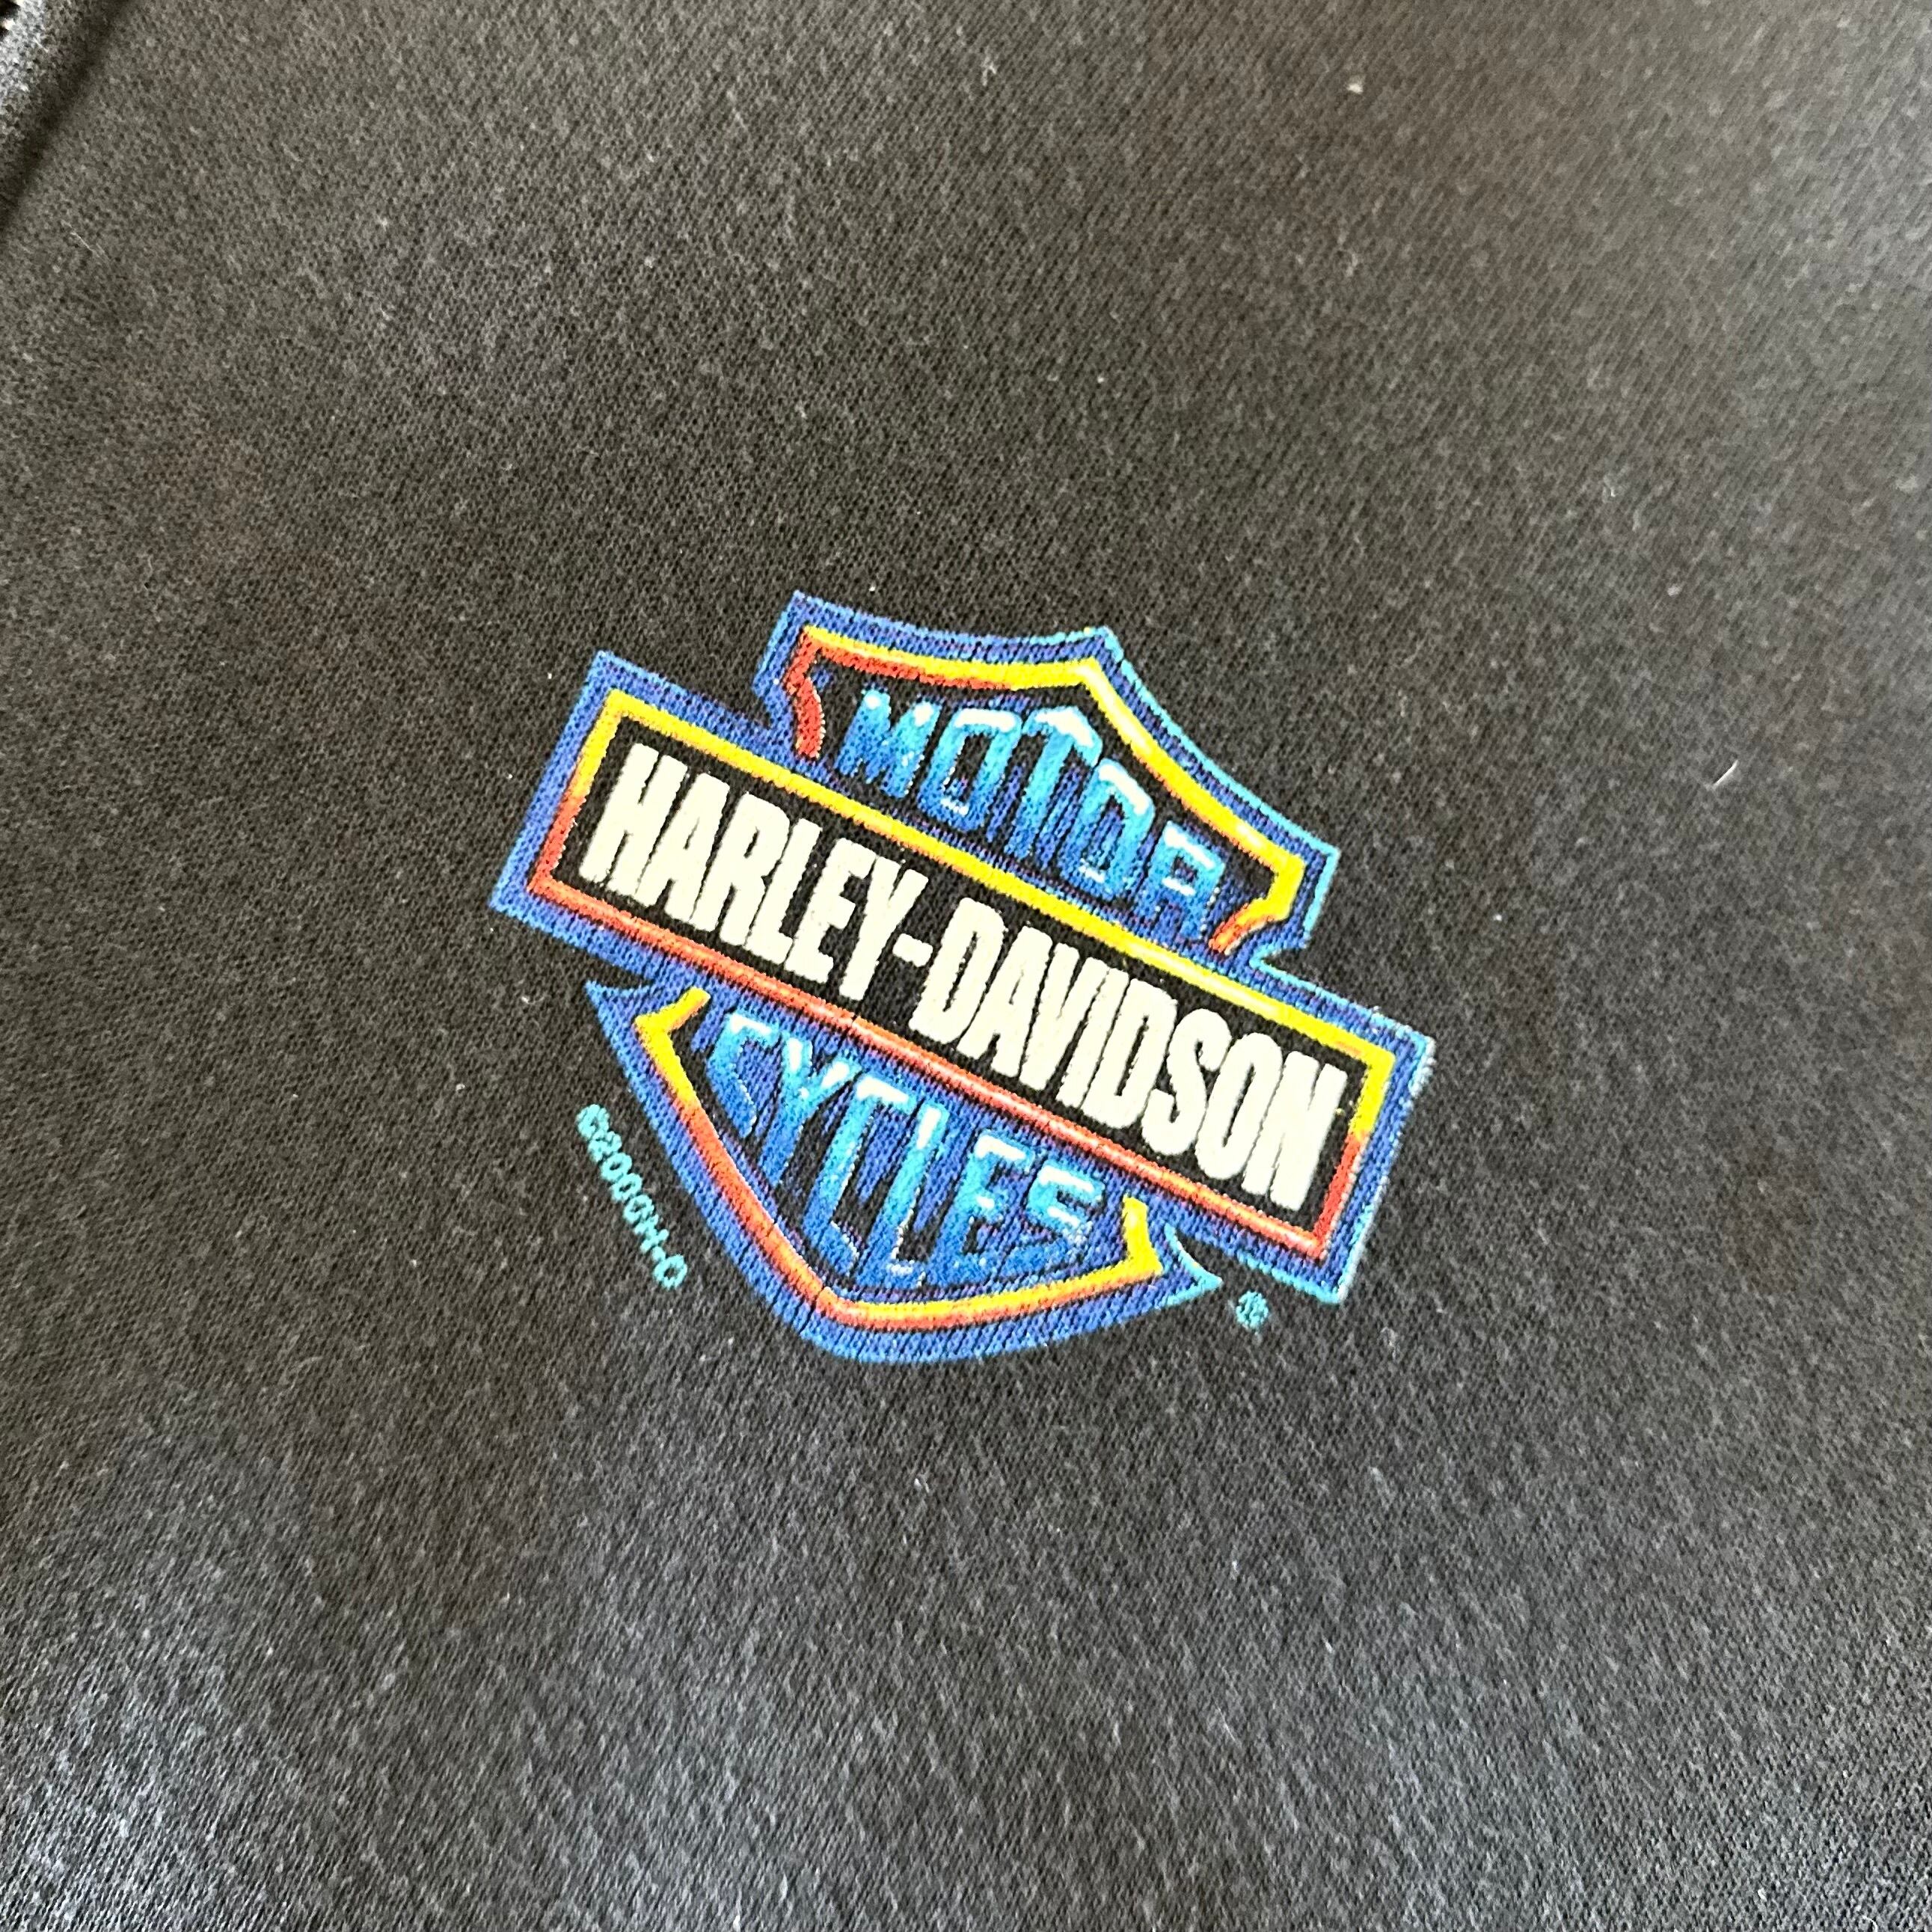 MOTOR
HARLEY-DAVIDSON
CYCLES
©2000H-D
®